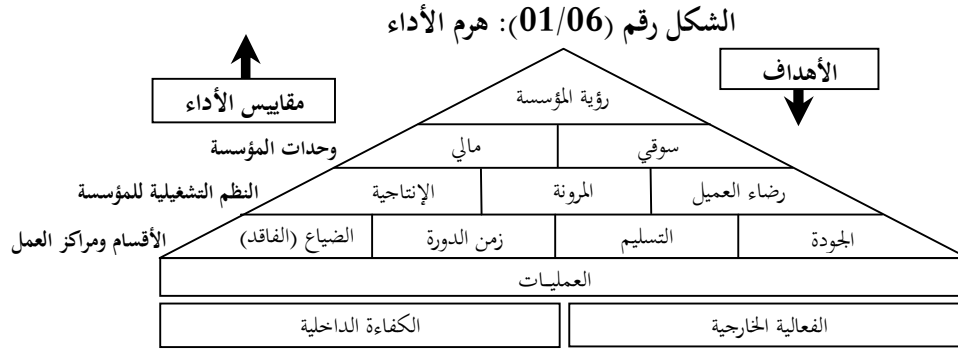 الشكل رقم (01/06): هرم الأداء
الأهداف
مقاييس الأداء
رؤية المؤسسة
وحدات المؤسسة
سوقي
مالي
النظم التشغيلية للمؤسسة
رضاء العميل
المرونة
الإنتاجية
الأقسام ومراكز العمل
الجودة
التسليم
زمن الدورة
الضياع (الفاقد)
العمليـات
الفعالية الخارجية
الكفاءة الداخلية